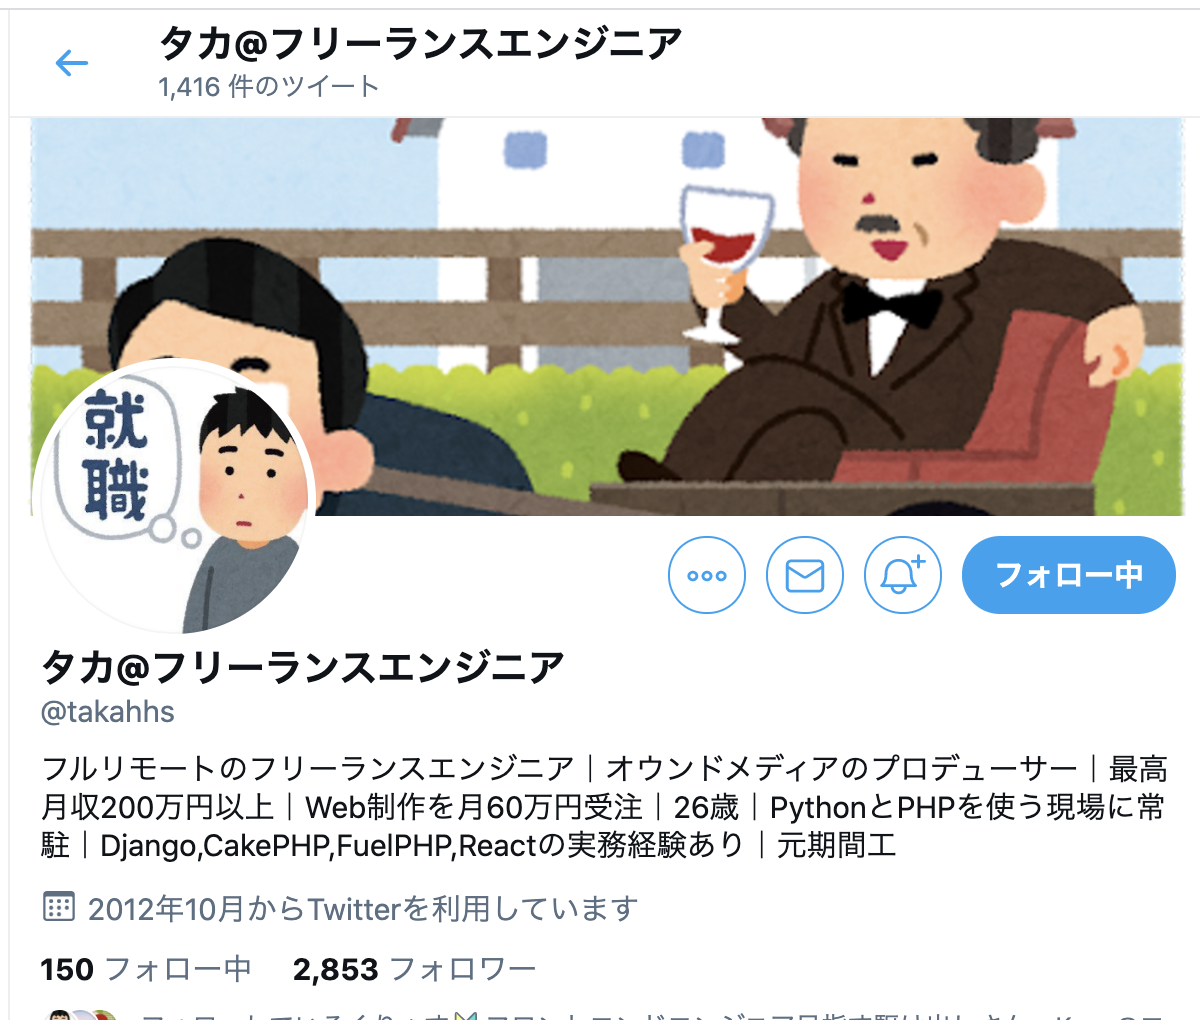 タカ@フリーランスエンジニア
1,416 件のツイート
就
職
フォロー中
タカ@フリーランスエンジニア
@takahhs
フルリモートのフリーランスエンジニア｜オウンドメディアのプロデューサー｜最高
月収200万円以上｜Web制作を月60万円受注｜26歳｜PythonとPHPを使う現場に常
駐｜Django,CakePHP,FuelPHP,Reactの実務経験あり｜元期間工
2012年10月からTwitterを利用しています
150 フォロー中 2,853 フォロワー